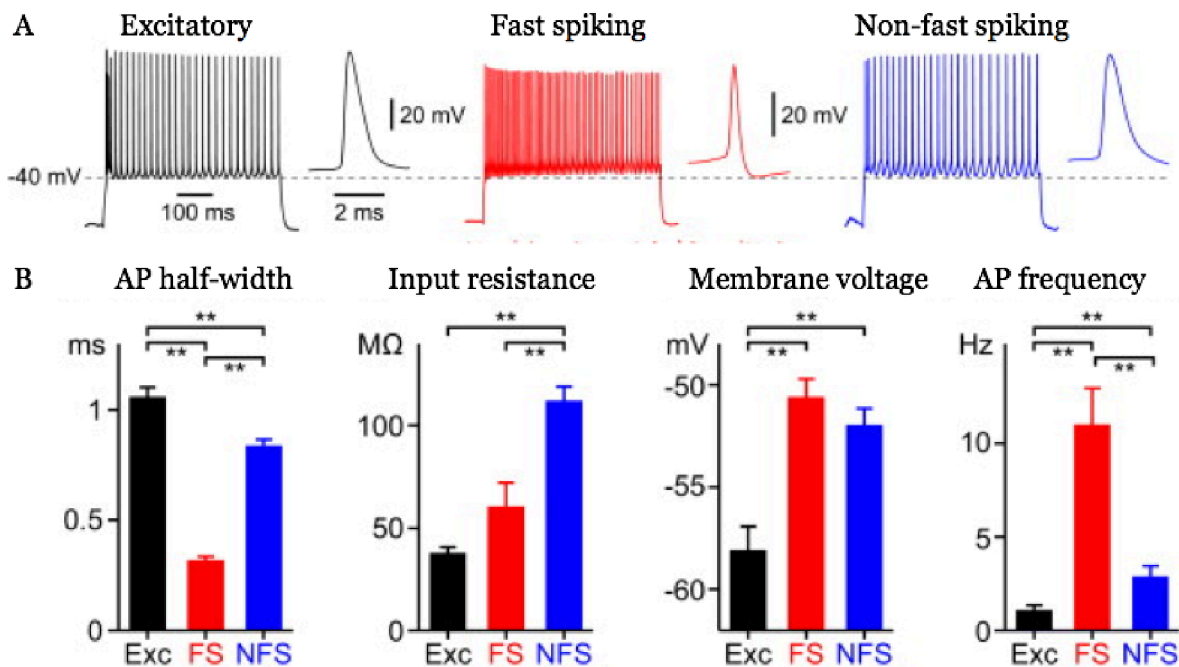 A Excitatory Fast spiking Non-fast spiking
20 mV 20 mV
-40 mV
100 ms 2 ms
B AP half-width Input resistance Membrane voltage AP frequency
** ** ** **
ms MΩ mV Hz
** ** ** ** ** **
1 0.5 0
100 50 0
-50 -55 -60
10 5 0
Exc FS NFS Exc FS NFS Exc FS NFS Exc FS NFS